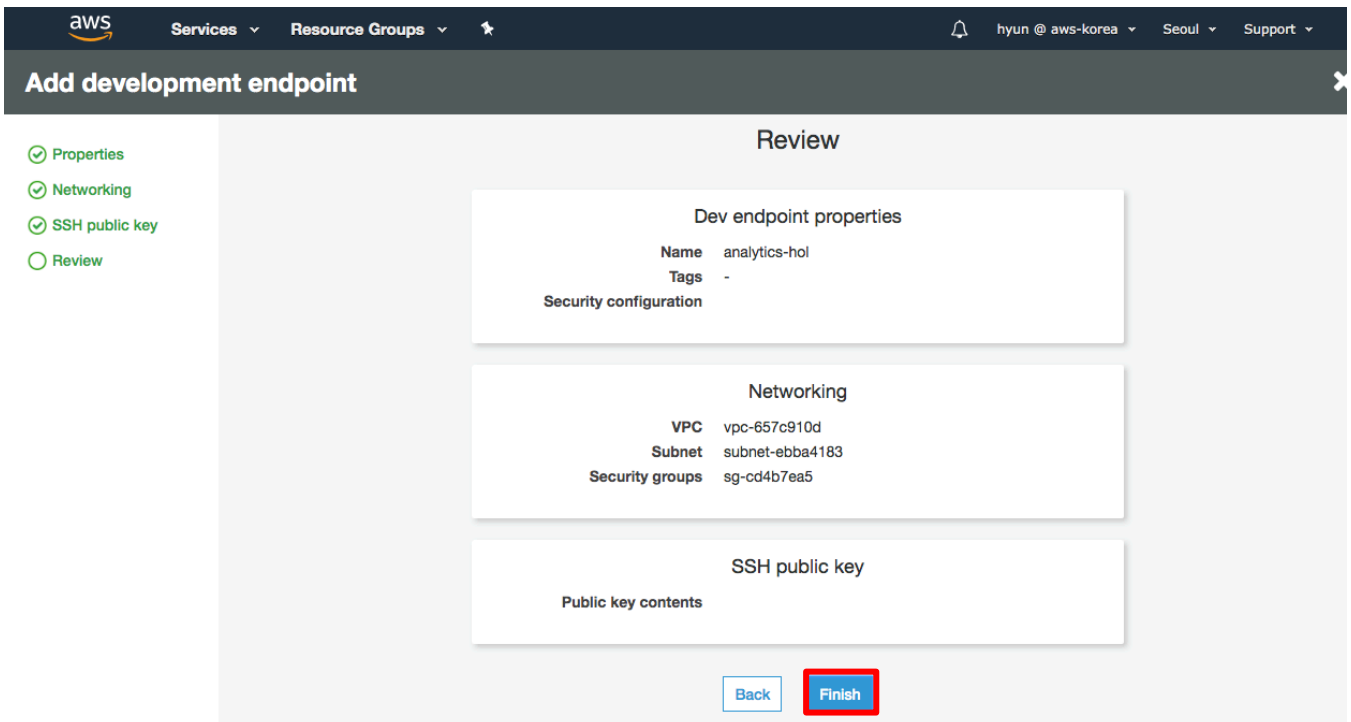 aws Services Resource Groups hyun @ aws-korea Seoul Support
Add development endpoint
Properties
Networking
SSH public key
Review
Review
Dev endpoint properties
Name analytics-hol
Tags -
Security configuration
Networking
VPC vpc-657c910d
Subnet subnet-ebba4183
Security groups sg-cd4b7ea5
SSH public key
Public key contents
Back Finish